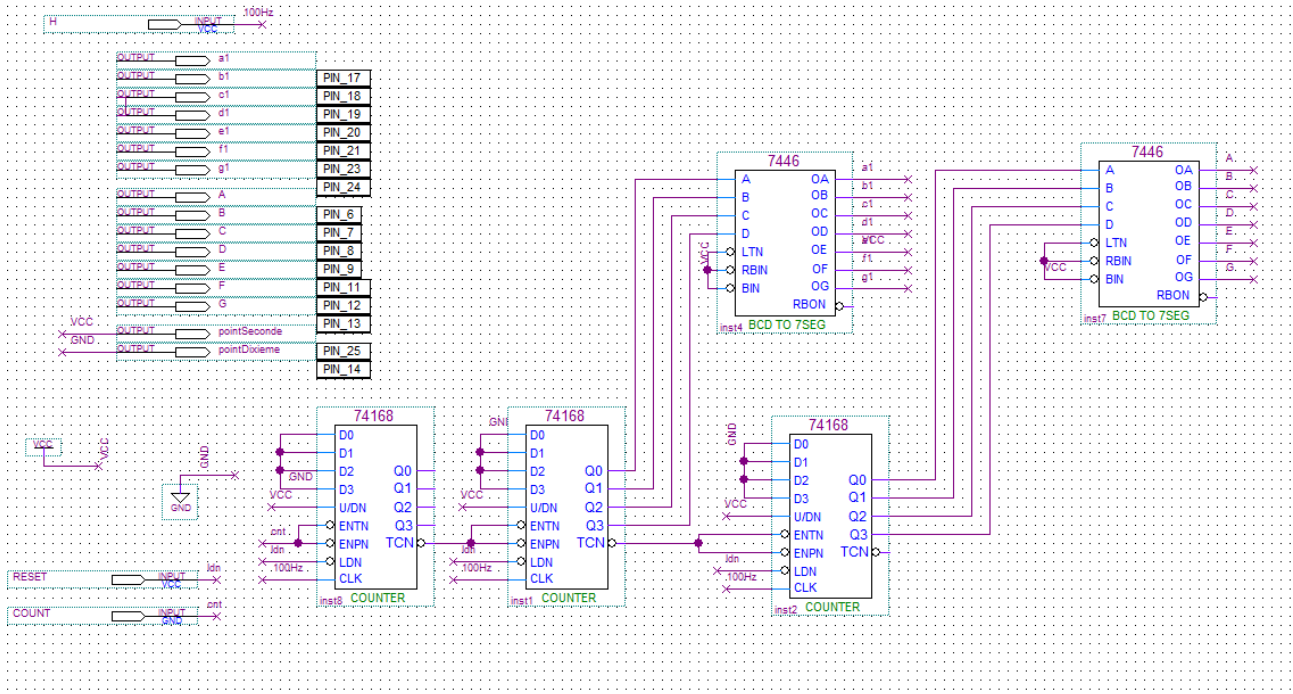 H INPUT VCC 100Hz
OUTPUT a1
OUTPUT b1 PIN_17
OUTPUT c1 PIN_18
OUTPUT d1 PIN_19
OUTPUT e1 PIN_20
OUTPUT f1 PIN_21
OUTPUT g1 PIN_23
PIN_24
OUTPUT A
OUTPUT B PIN_6
OUTPUT C PIN_7
OUTPUT D PIN_8
OUTPUT E PIN_9
OUTPUT F PIN_11
OUTPUT G PIN_12
PIN_13
VCC OUTPUT pointSeconde
GND OUTPUT pointDixieme PIN_25
PIN_14
7446
A OA a1
B OB b1
C OC c1
D OD d1
LTN OE VCC
RBIN OF f1
BIN OG g1
RBON
VCC
inst4 BCD TO 7SEG
7446
A OA A
B OB B
C OC C
D OD D
LTN OE E
RBIN OF F
BIN OG G
RBON
VCC
inst7 BCD TO 7SEG
VCC
VCC
GND
GND
74168
D0
D1
GND D2 Q0
D3 Q1
VCC U/DN Q2
cnt ENTN Q3
ENPN TCN
ldn LDN
100Hz CLK
inst8 COUNTER
74168
D0
D1
D2 Q0
D3 Q1
VCC U/DN Q2
ENTN Q3
ENPN TCN
ldn LDN
100Hz CLK
inst1 COUNTER
74168
GND D0
D1
D2 Q0
D3 Q1
VCC U/DN Q2
ENTN Q3
ENPN TCN
ldn LDN
100Hz CLK
inst2 COUNTER
RESET INPUT VCC ldn
COUNT INPUT GND cnt